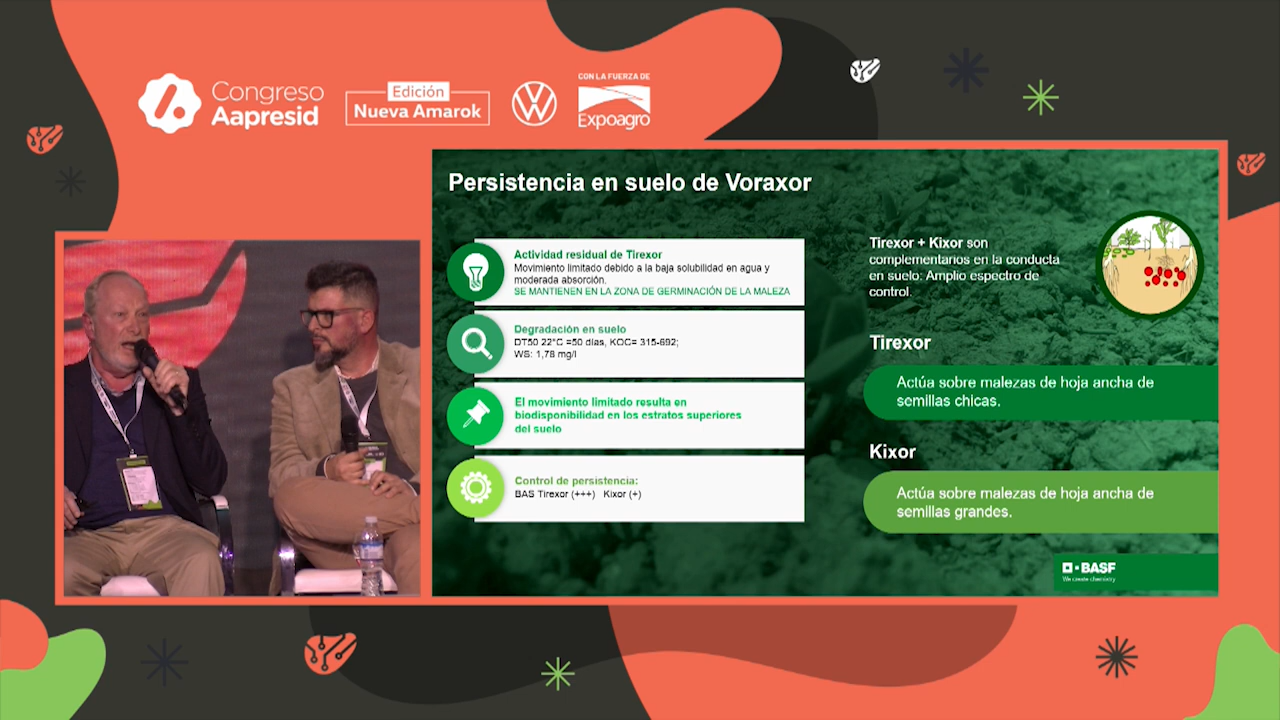 Congreso
Aapresid
Edición
Nueva Amarok
CON LA FUERZA DE
Expoagro
Persistencia en suelo de Voraxor
Actividad residual de Tirexor
Movimiento limitado debido a la baja solubilidad en agua y
moderada absorción.
SE MANTIENEN EN LA ZONA DE GERMINACIÓN DE LA MALEZA
Degradación en suelo
DT50 22°C =50 días, KOC= 315-692;
WS: 1,78 mg/l
El movimiento limitado resulta en
biodisponibilidad en los estratos superiores
del suelo
Control de persistencia:
BAS Tirexor (+++) Kixor (+)
Tirexor + Kixor son
complementarios en la conducta
en suelo: Amplio espectro de
control.
Tirexor
Actúa sobre malezas de hoja ancha de
semillas chicas.
Kixor
Actúa sobre malezas de hoja ancha de
semillas grandes.
BASF
We create chemistry